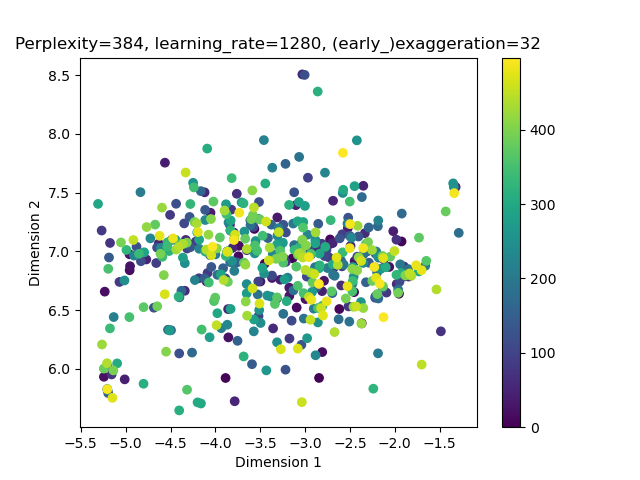 Perplexity=384, learning_rate=1280, (early_)exaggeration=32
8.5
8.0
7.5
7.0
6.5
6.0
Dimension 2
−5.5 −5.0 −4.5 −4.0 −3.5 −3.0 −2.5 −2.0 −1.5
Dimension 1
400
300
200
100
0